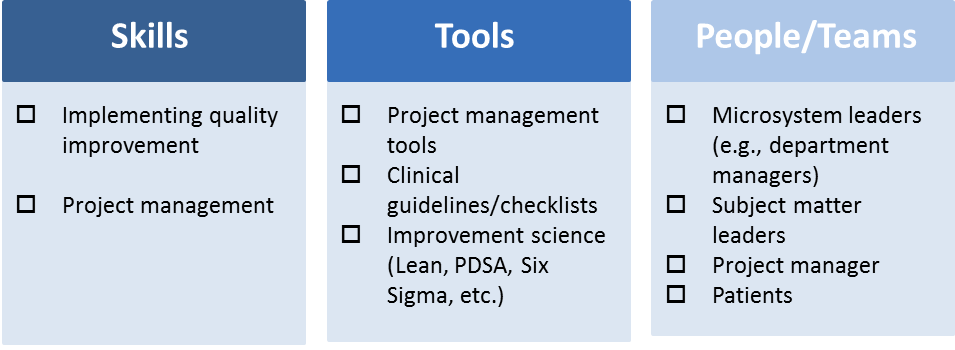 Skills
Implementing quality
improvement
Project management
Tools
Project management
tools
Clinical
guidelines/checklists
Improvement science
(Lean, PDSA, Six
Sigma, etc.)
People/Teams
Microsystem leaders
(e.g., department
managers)
Subject matter
leaders
Project manager
Patients